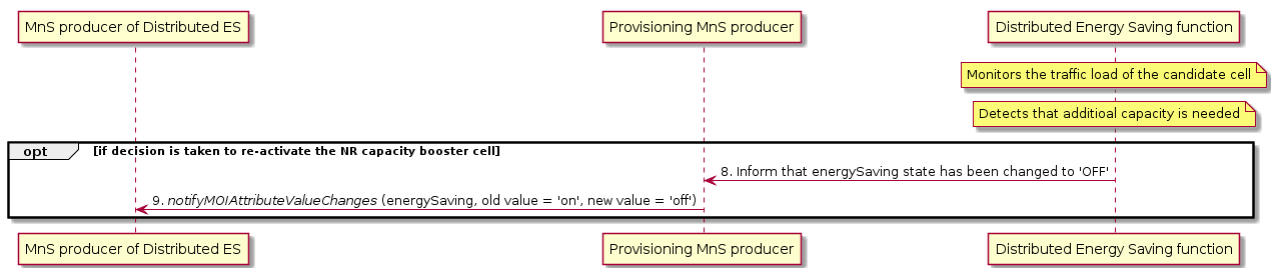 MnS producer of Distributed ES
Provisioning MnS producer
Distributed Energy Saving function
Monitors the traffic load of the candidate cell
Detects that additioal capacity is needed
opt
[if decision is taken to re-activate the NR capacity booster cell]
8. Inform that energySaving state has been changed to 'OFF'
9. notifyMOIAttributeValueChanges (energySaving, old value = 'on', new value = 'off')
MnS producer of Distributed ES
Provisioning MnS producer
Distributed Energy Saving function